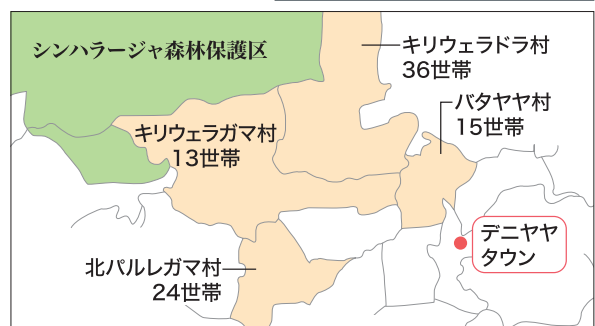 シンハラージャ森林保護区
キリウェラドラ村
36世帯
バタヤヤ村
15世帯
キリウェラガマ村
13世帯
デニヤヤ
タウン
北パルレガマ村
24世帯